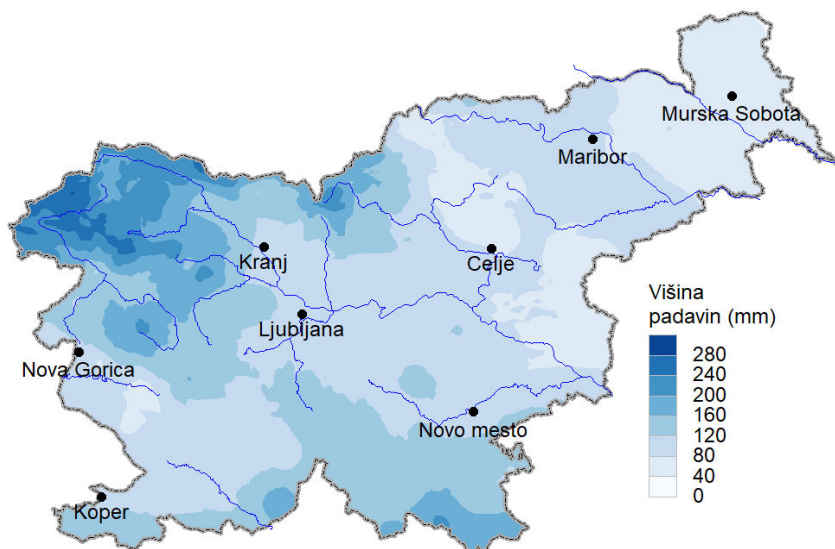 Murska Sobota
Maribor
Kranj
Celje
Ljubljana
Nova Gorica
Novo mesto
Koper
Višina
padavin (mm)
280
240
200
160
120
80
40
0